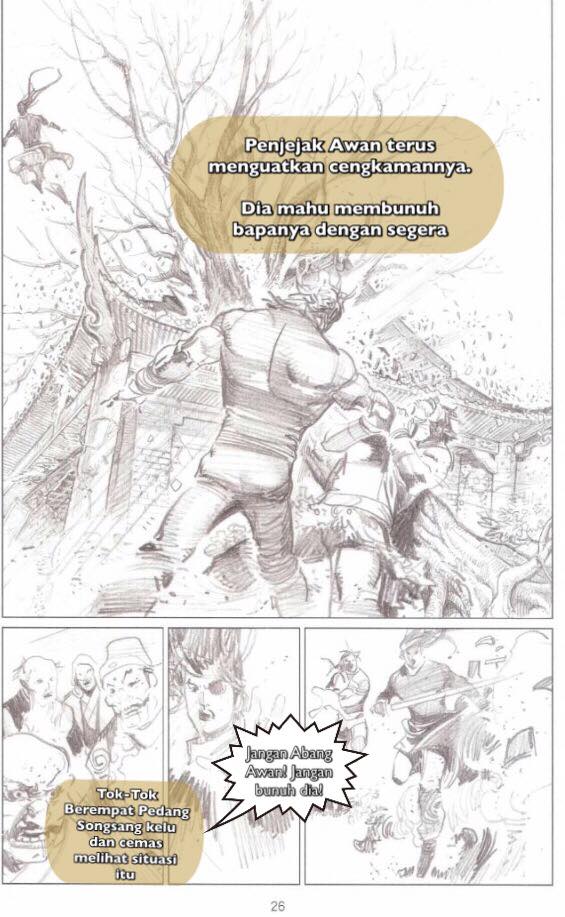 Penjejak Awan terus
menguatkan cengkamannya.
Dia mahu membunuh
bapanya dengan segera
Tok-Tok
Berempat Pedang
Songsang kelu
dan cemas
melihat situasi
itu
Jangan Abang
Awan! Jangan
bunuh dia!
26